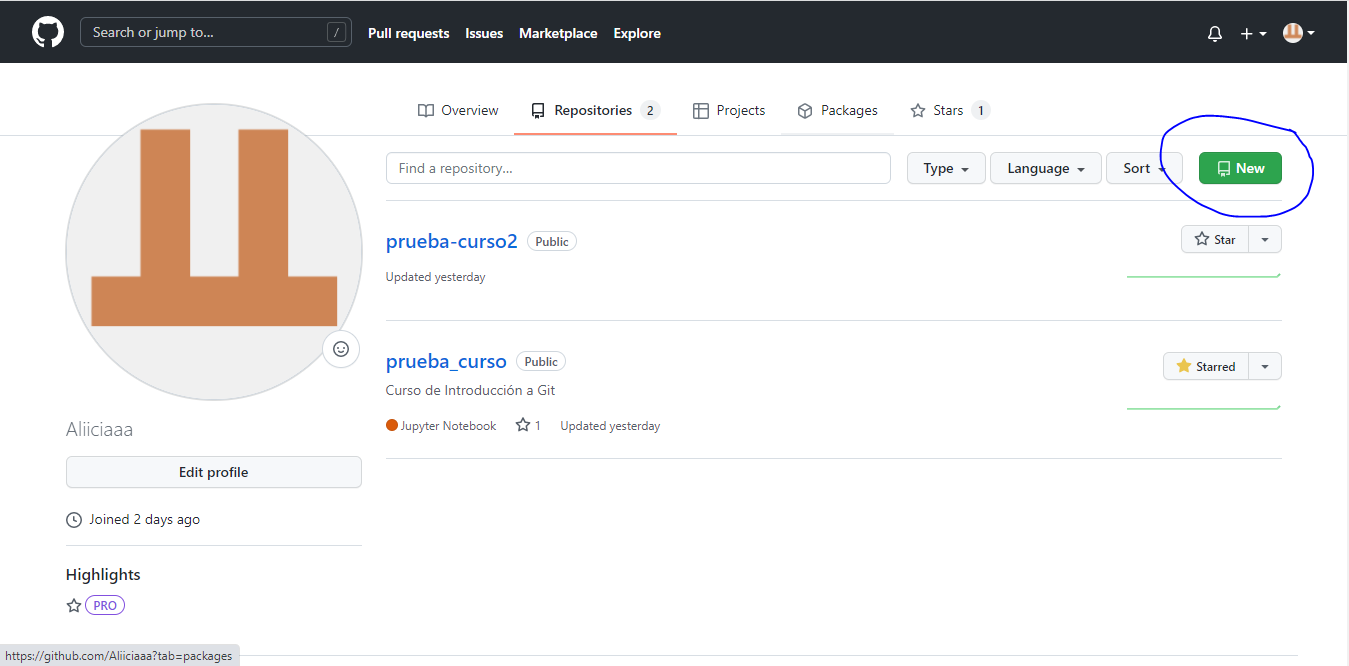 Search or jump to... /
Pull requests Issues Marketplace Explore
Overview Repositories 2 Projects Packages Stars 1
Find a repository... Type Language Sort New
prueba-curso2 Public
Star
Updated yesterday
prueba_curso Public
Starred
Curso de Introducción a Git
Jupyter Notebook 1 Updated yesterday
Aliiciaaa
Edit profile
Joined 2 days ago
Highlights
PRO
https://github.com/Aliiciaaa?tab=packages